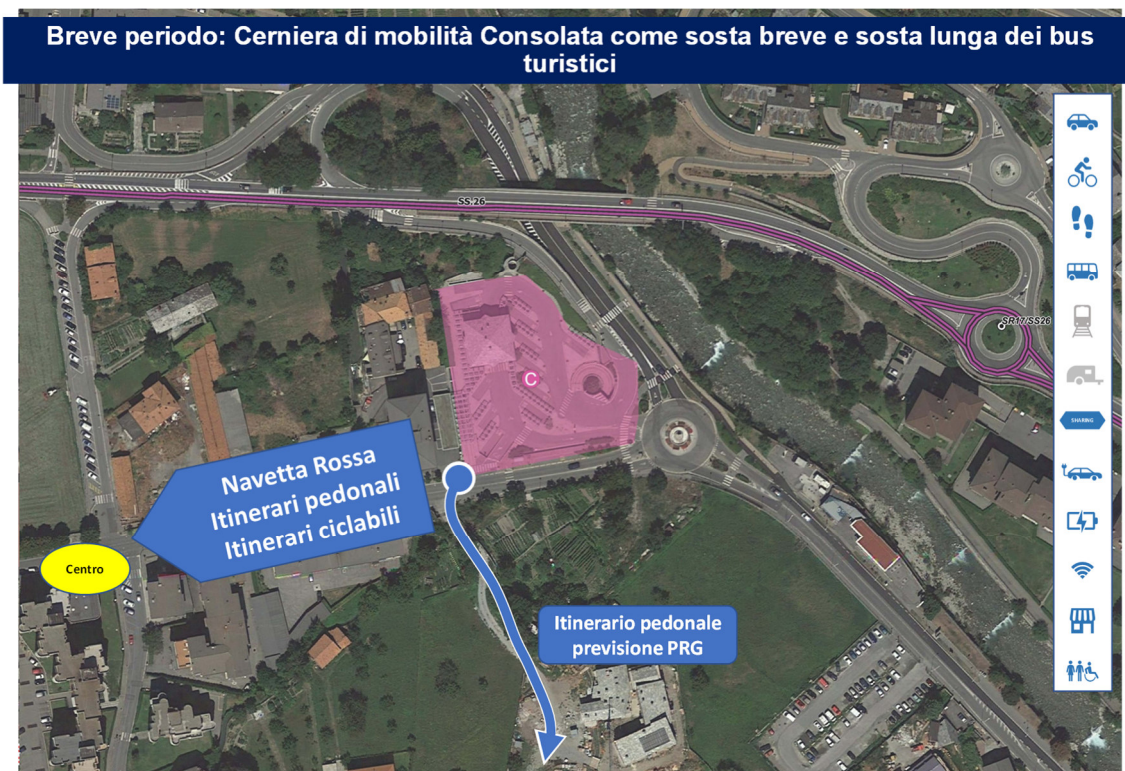 Breve periodo: Cerniera di mobilità Consolata come sosta breve e sosta lunga dei bus
turistici
SS.26
SR17/SS26
C
SHARING
Navetta Rossa
Itinerari pedonali
Itinerari ciclabili
Centro
Itinerario pedonale
previsione PRG